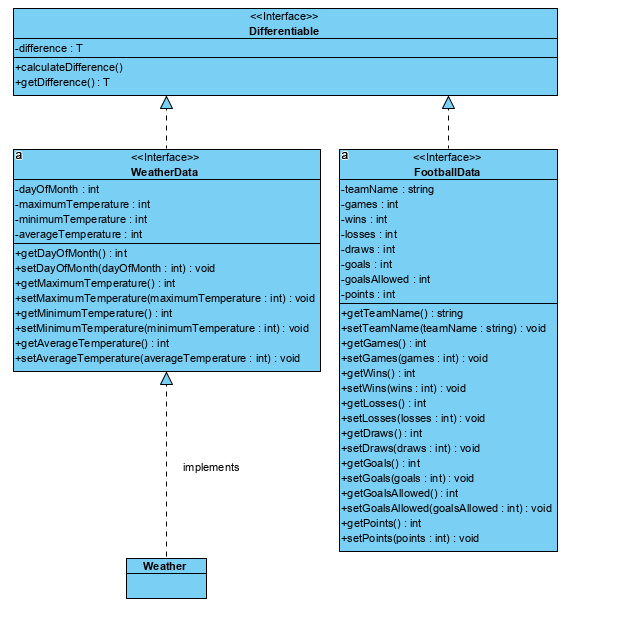 <<Interface>>
Differentiable
-difference : T
+calculateDifference()
+getDifference() : T
a
<<Interface>>
WeatherData
-dayOfMonth : int
-maximumTemperature : int
-minimumTemperature : int
-averageTemperature : int
+getDayOfMonth() : int
+setDayOfMonth(dayOfMonth : int) : void
+getMaximumTemperature() : int
+setMaximumTemperature(maximumTemperature : int) : void
+getMinimumTemperature() : int
+setMinimumTemperature(minimumTemperature : int) : void
+getAverageTemperature() : int
+setAverageTemperature(averageTemperature : int) : void
a
<<Interface>>
FootballData
-teamName : string
-games : int
-wins : int
-losses : int
-draws : int
-goals : int
-goalsAllowed : int
-points : int
+getTeamName() : string
+setTeamName(teamName : string) : void
+getGames() : int
+setGames(games : int) : void
+getWins() : int
+setWins(wins : int) : void
+getLosses() : int
+setLosses(losses : int) : void
+getDraws() : int
+setDraws(draws : int) : void
+getGoals() : int
+setGoals(goals : int) : void
+getGoalsAllowed() : int
+setGoalsAllowed(goalsAllowed : int) : void
+getPoints() : int
+setPoints(points : int) : void
implements
Weather